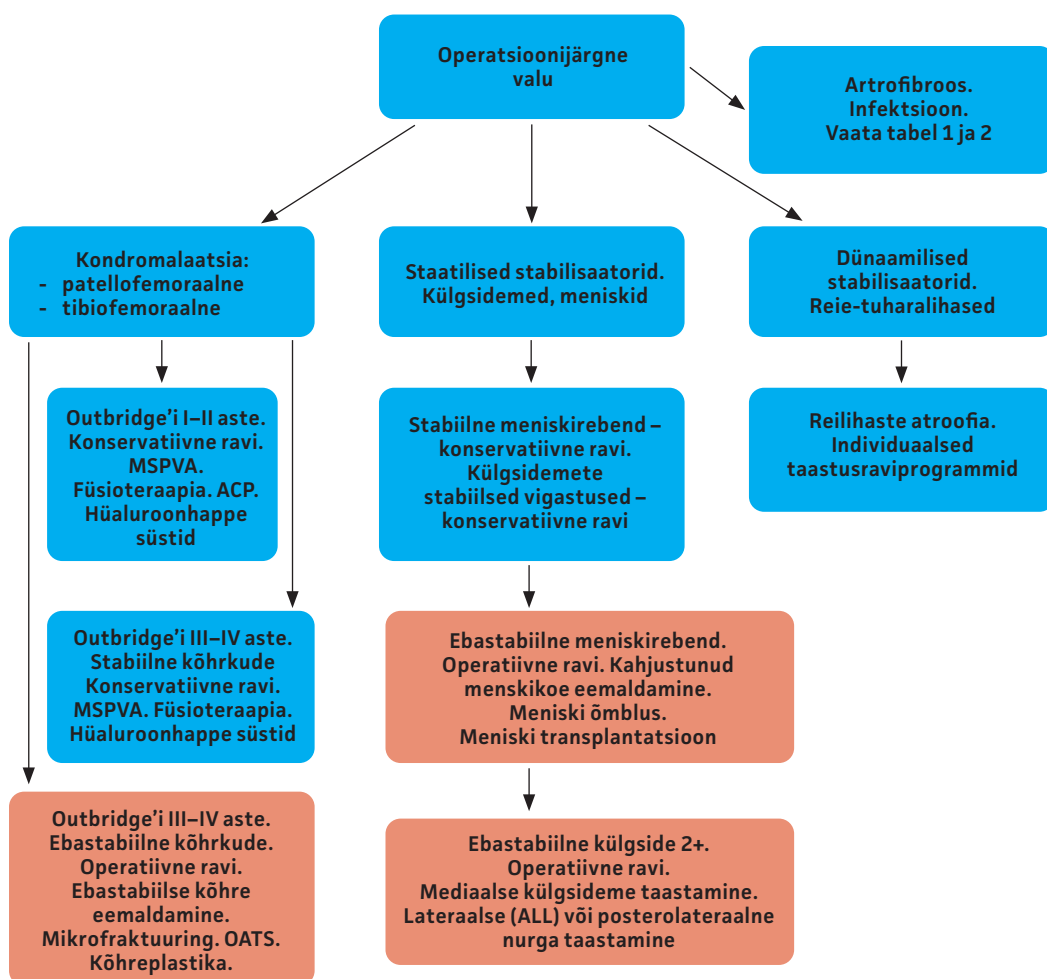 Operatsioonijärgne
valu
Artrofibroos.
Infektsioon.
Vaata tabel 1 ja 2
Kondromalaatsia:
- patellofemoraalne
- tibiofemoraalne
Staatilised stabilisaatorid.
Külgsidemed, meniskid
Dünaamilised
stabilisaatorid.
Reie-tuharalihased
Outbridge’i I–II aste.
Konservatiivne ravi.
MSPVA.
Füsioteraapia. ACP.
Hüaluroonhappe
süstid
Stabiilne meniskirebend –
konservatiivne ravi.
Külgsidemete
stabiilsed vigastused –
konservatiivne ravi
Reilihaste atroofia.
Individuaalsed
taastusraviprogrammid
Outbridge’i III–IV aste.
Stabiilne kõhrkude
Konservatiivne ravi.
MSPVA. Füsioteraapia.
Hüaluroonhappe süstid
Ebastabiilne meniskirebend.
Operatiivne ravi. Kahjustunud
menskikoe eemaldamine.
Meniski õmblus.
Meniski transplantatsioon
Outbridge’i III–IV aste.
Ebastabiilne kõhrkude.
Operatiivne ravi.
Ebastabiilse kõhre
eemaldamine.
Mikrofraktuuring. OATS.
Kõhreplastika.
Ebastabiilne külgside 2+.
Operatiivne ravi.
Mediaalse külgsideme taastamine.
Lateraalse (ALL) või posterolateraalne
nurga taastamine